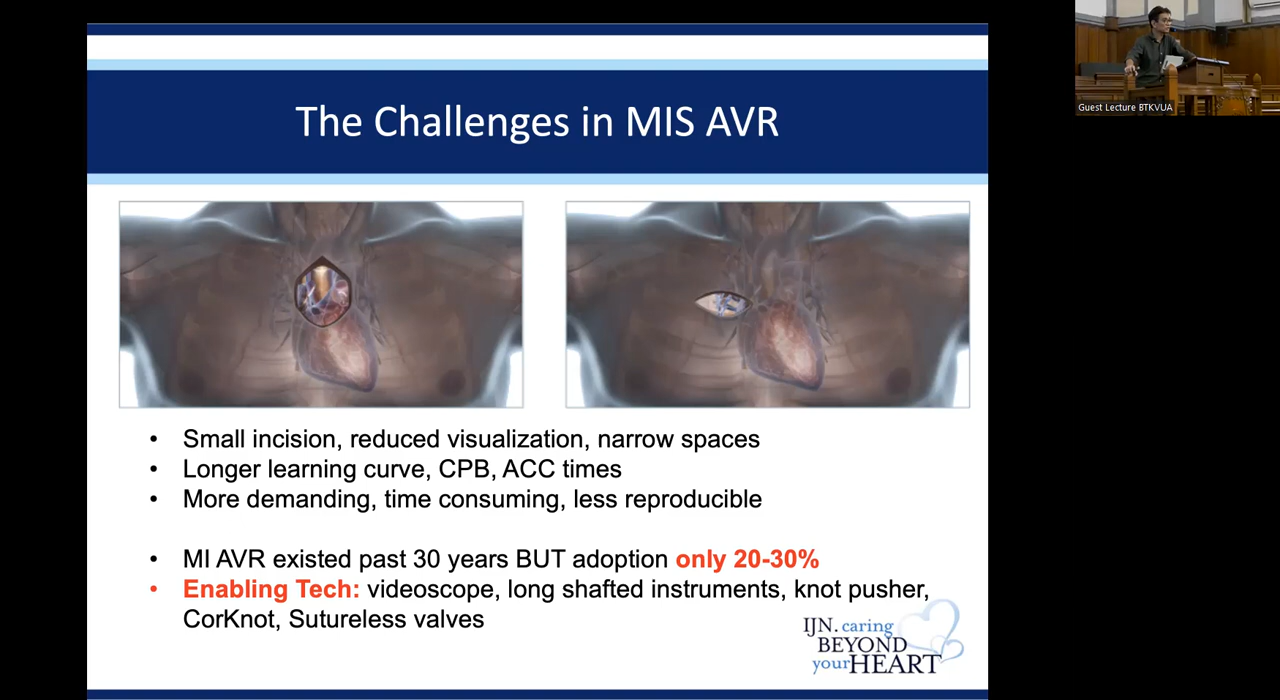 The Challenges in MIS AVR
Guest Lecture BTKVUA
• Small incision, reduced visualization, narrow spaces
• Longer learning curve, CPB, ACC times
• More demanding, time consuming, less reproducible
• MI AVR existed past 30 years BUT adoption only 20-30%
• Enabling Tech: videoscope, long shafted instruments, knot pusher,
CorKnot, Sutureless valves
IJN. caring
BEYOND
your HEART